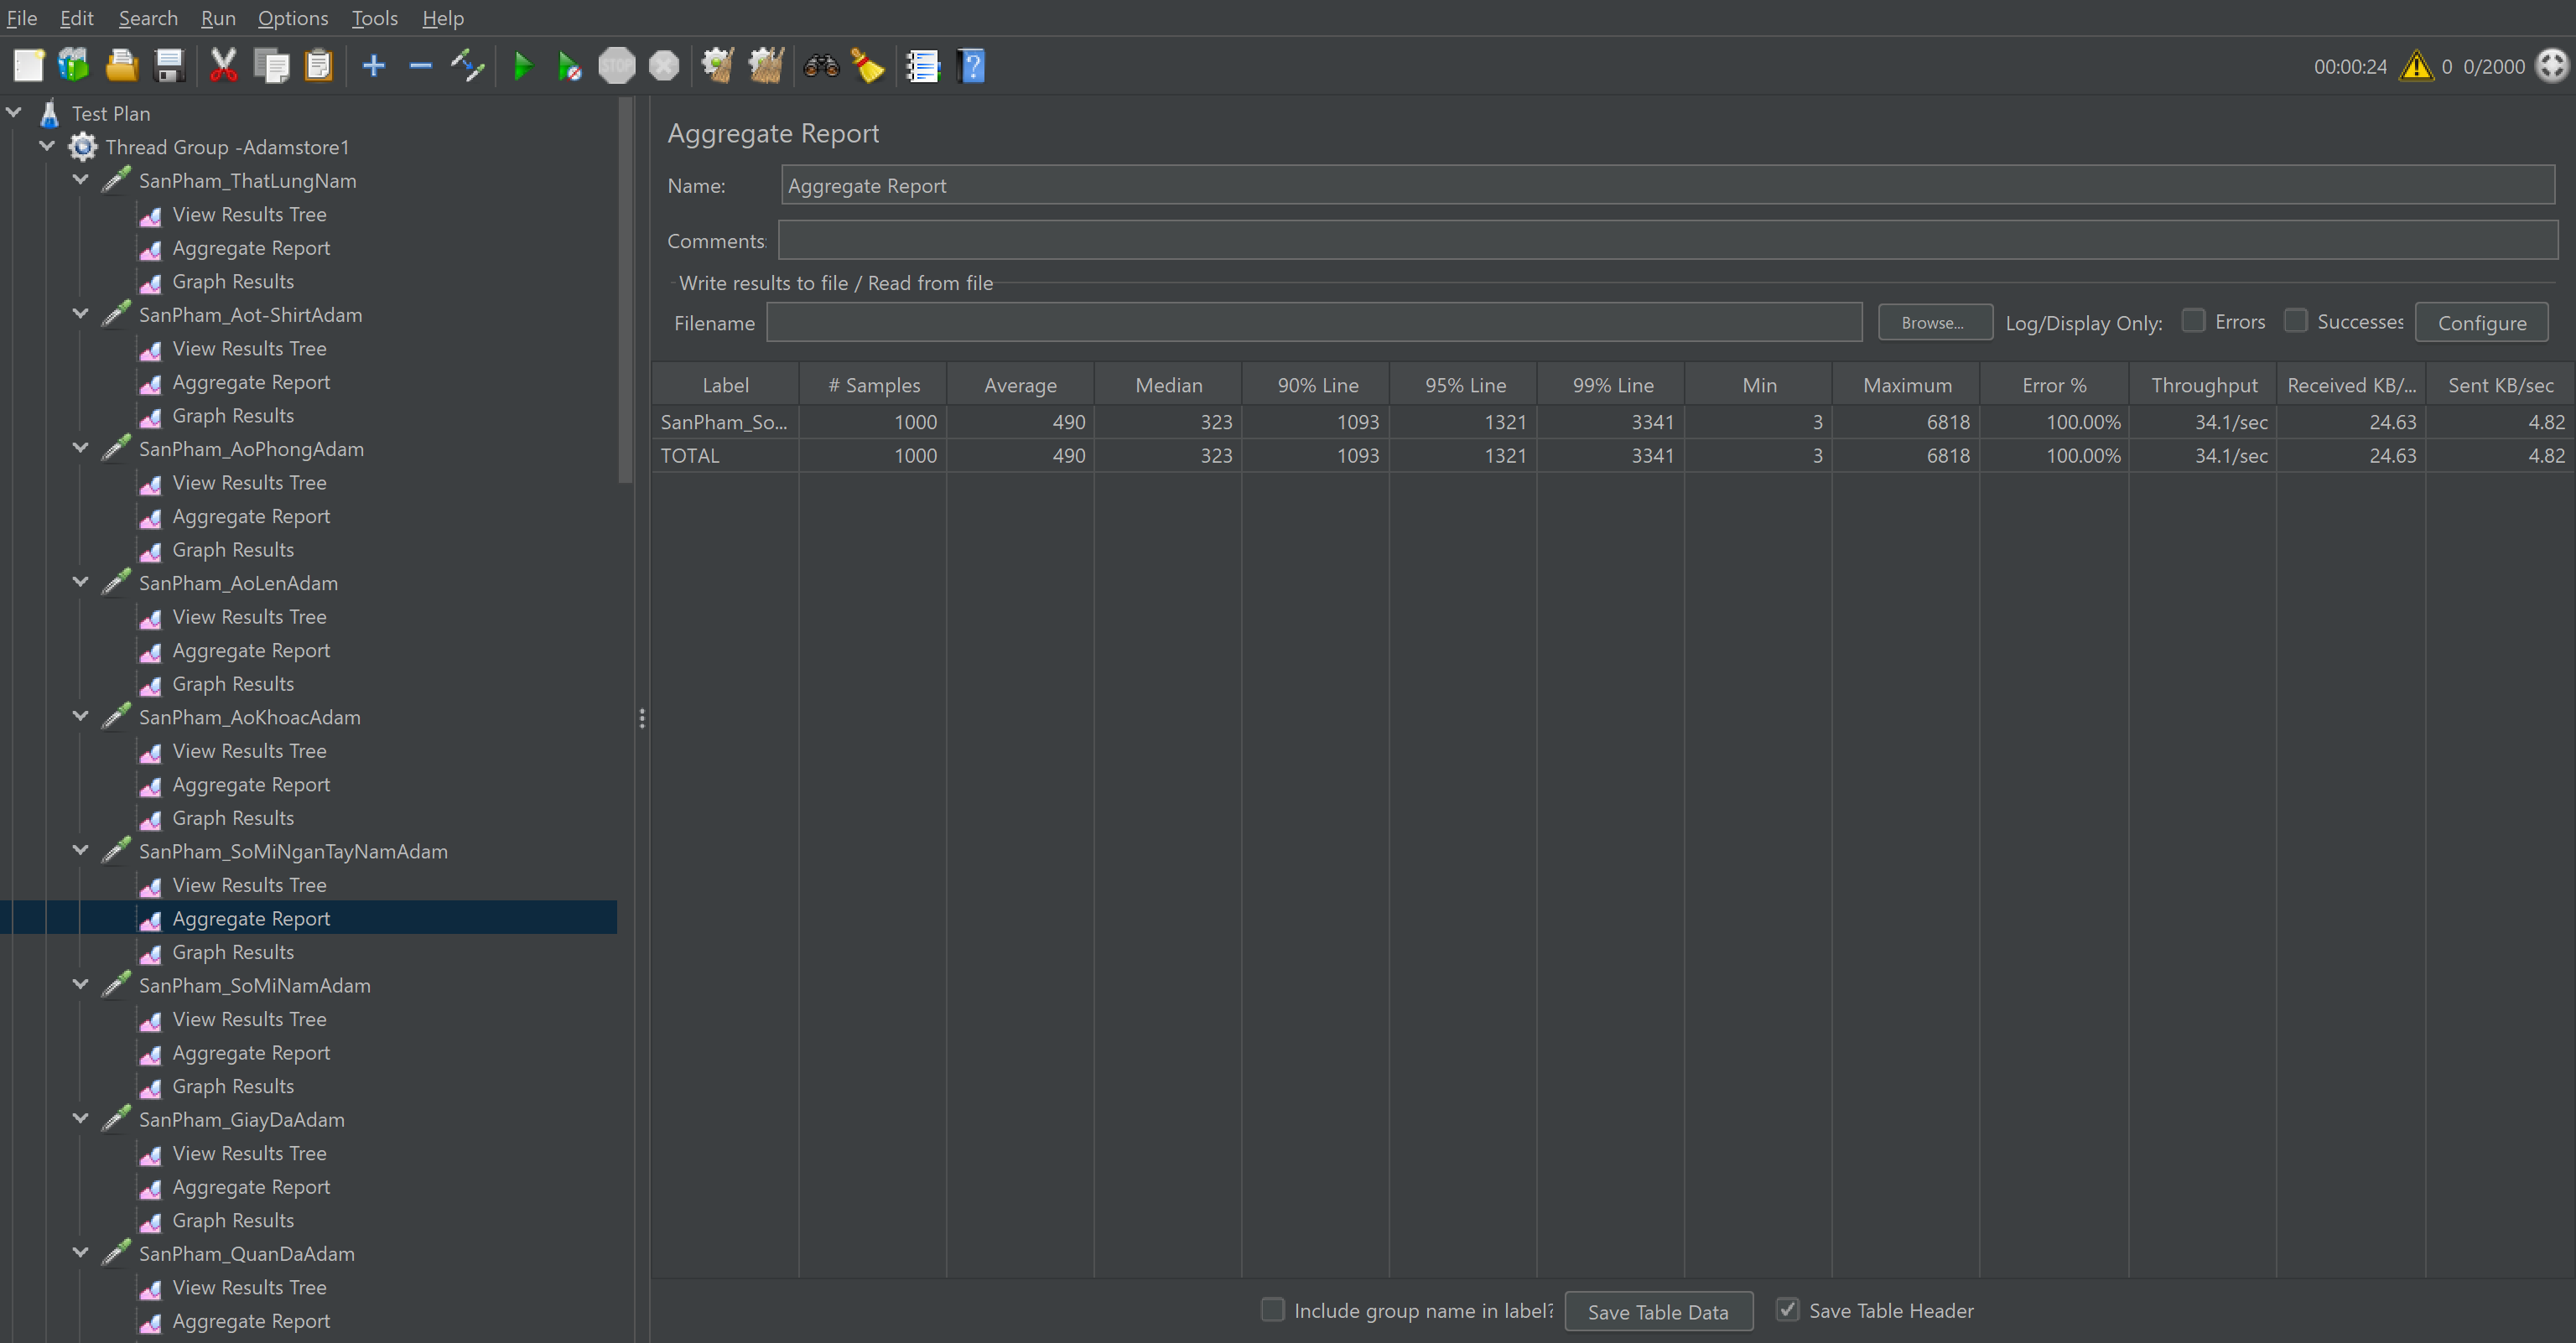 File Edit Search Run Options Tools Help
STOP
00:00:24 0 0/2000
Test Plan
Thread Group -Adamstore1
SanPham_ThatLungNam
View Results Tree
Aggregate Report
Graph Results
SanPham_Aot-ShirtAdam
View Results Tree
Aggregate Report
Graph Results
SanPham_AoPhongAdam
View Results Tree
Aggregate Report
Graph Results
SanPham_AoLenAdam
View Results Tree
Aggregate Report
Graph Results
SanPham_AoKhoacAdam
View Results Tree
Aggregate Report
Graph Results
SanPham_SoMiNganTayNamAdam
View Results Tree
Aggregate Report
Graph Results
SanPham_SoMiNamAdam
View Results Tree
Aggregate Report
Graph Results
SanPham_GiayDaAdam
View Results Tree
Aggregate Report
Graph Results
SanPham_QuanDaAdam
View Results Tree
Aggregate Report
Aggregate Report
Name: Aggregate Report
Comments:
Write results to file / Read from file
Filename Browse... Log/Display Only: Errors Successes Configure
Label # Samples Average Median 90% Line 95% Line 99% Line Min Maximum Error % Throughput Received KB/... Sent KB/sec
SanPham_So... 1000 490 323 1093 1321 3341 3 6818 100.00% 34.1/sec 24.63 4.82
TOTAL 1000 490 323 1093 1321 3341 3 6818 100.00% 34.1/sec 24.63 4.82
Include group name in label? Save Table Data Save Table Header